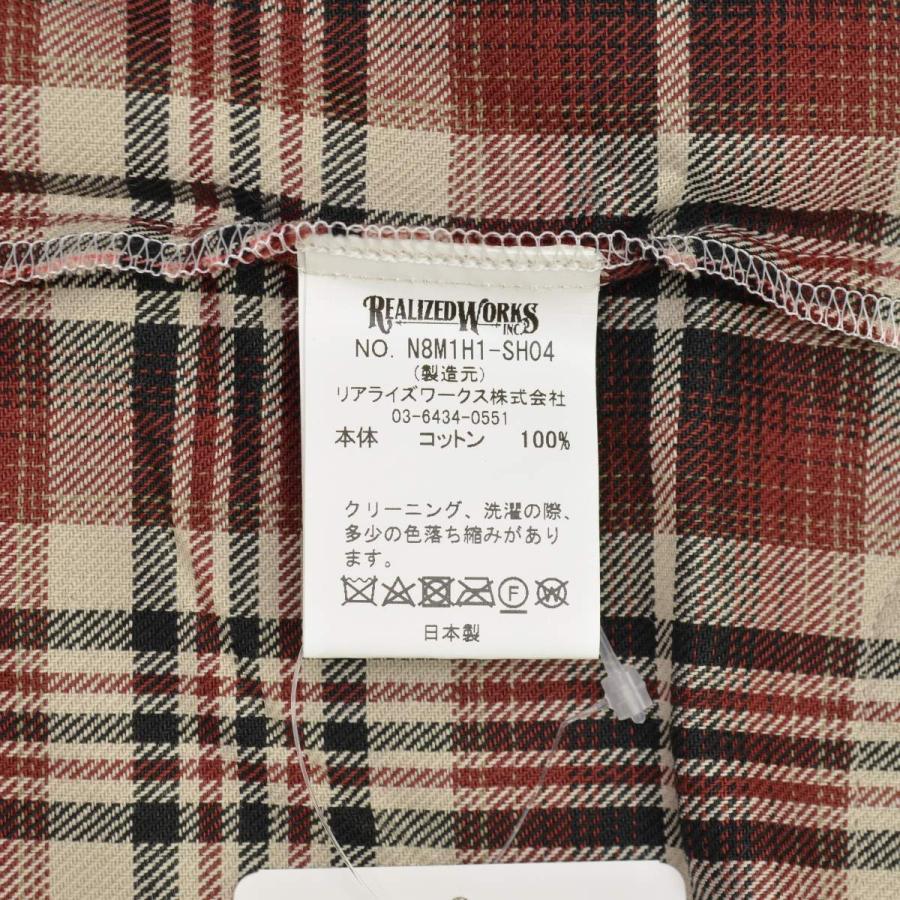 REALIZED WORKS
INC.
NO. N8M1H1-SH04
(製造元)
リアライズワークス株式会社
03-6434-0551
本体 コットン 100%
クリーニング、洗濯の際、
多少の色落ち縮みがあり
ます。
F W
日本製